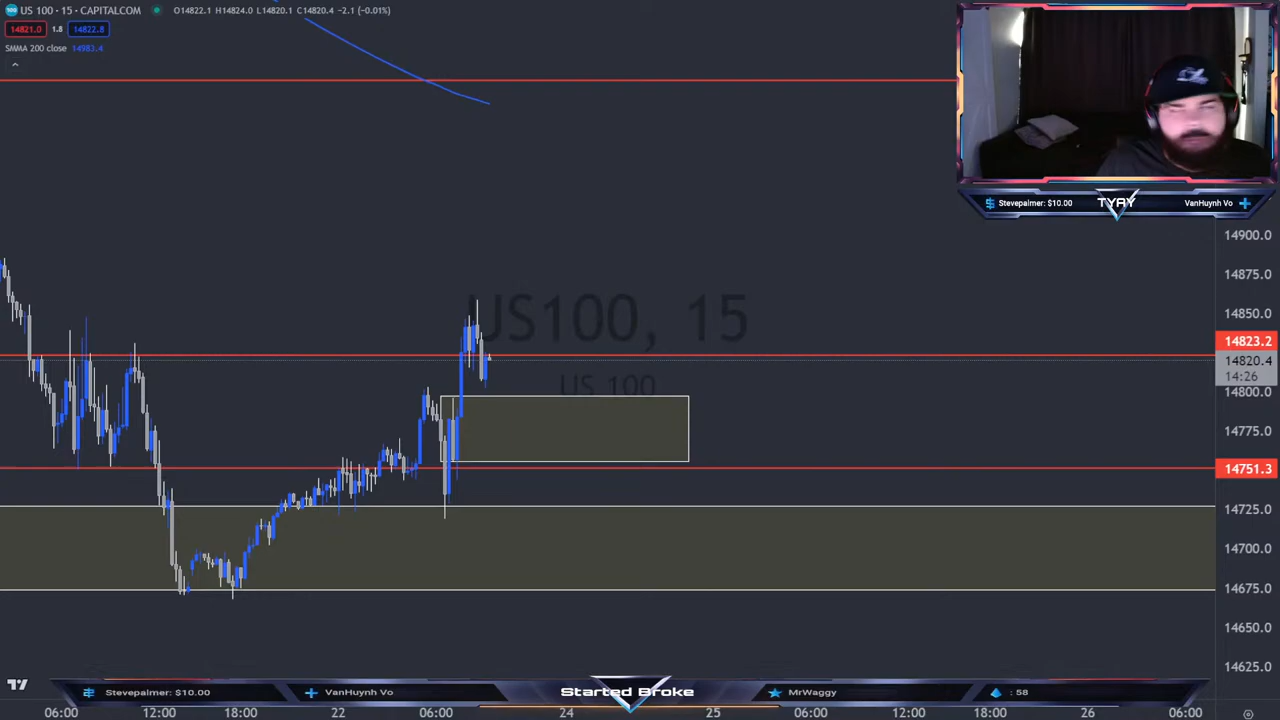 100 US 100 · 15 · CAPITALCOM O14822.1 H14824.0 L14820.1 C14820.4 −2.1 (−0.01%)
14821.0 1.8 14822.8
SMMA 200 close 14983.4
Stevepalmer: $10.00 TYAY VanHuynh Vo
14900.0
14875.0
14850.0
US100, 15
US 100
14823.2
14820.4
14:26
14800.0
14775.0
14751.3
14725.0
14700.0
14675.0
14650.0
14625.0
Stevepalmer: $10.00 VanHuynh Vo Started Broke MrWaggy : 58
06:00 12:00 18:00 22 06:00 24 25 06:00 12:00 18:00 26 06:00